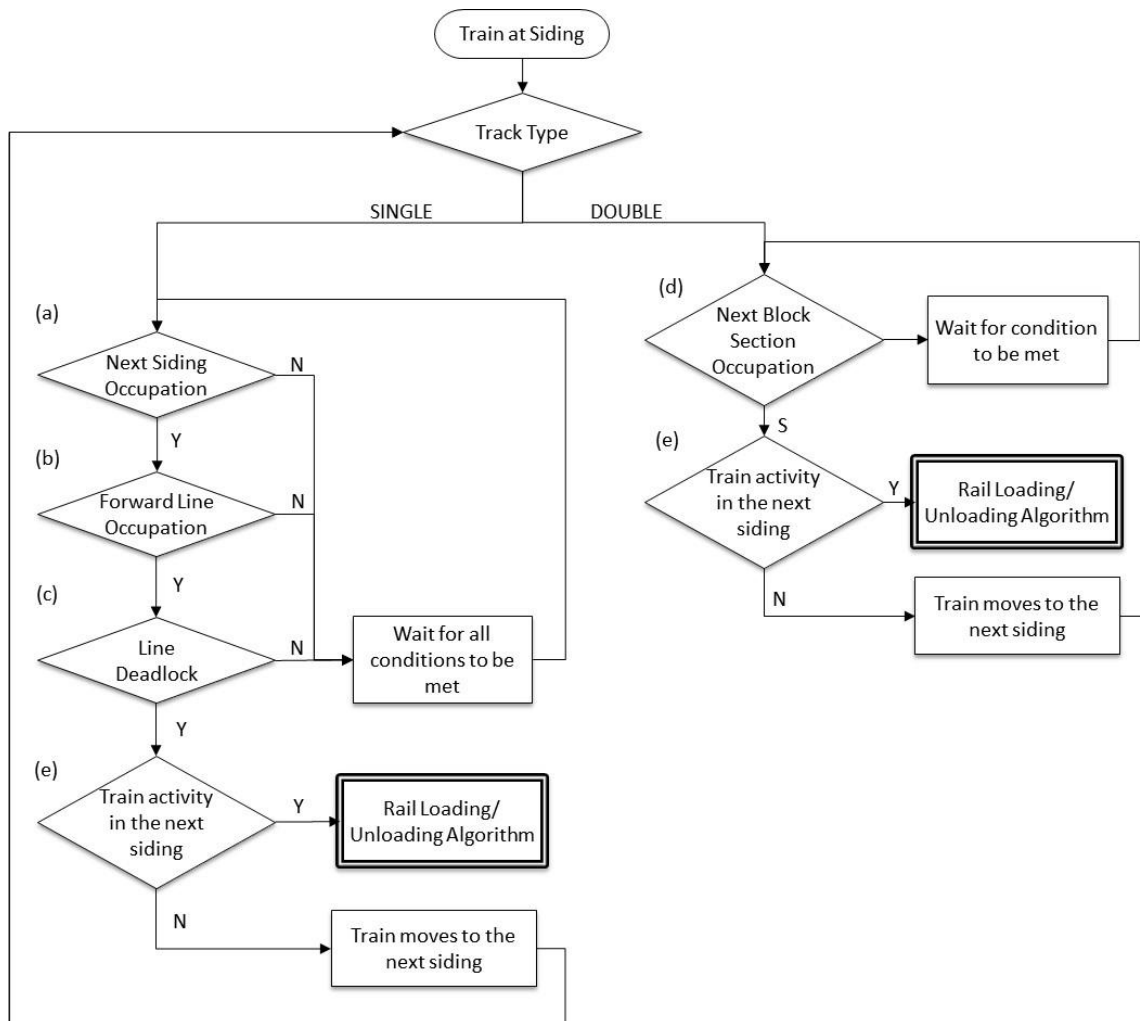 Train at Siding
Track Type
SINGLE
DOUBLE
(a)
Next Siding
Occupation
N
Y
(b)
Forward Line
Occupation
N
Y
(c)
Line
Deadlock
N
Wait for all
conditions to be
met
Y
(e)
Train activity
in the next
siding
Y
Rail Loading/
Unloading Algorithm
N
Train moves to the
next siding
(d)
Next Block
Section
Occupation
Wait for condition
to be met
S
(e)
Train activity
in the next
siding
Y
Rail Loading/
Unloading Algorithm
N
Train moves to the
next siding